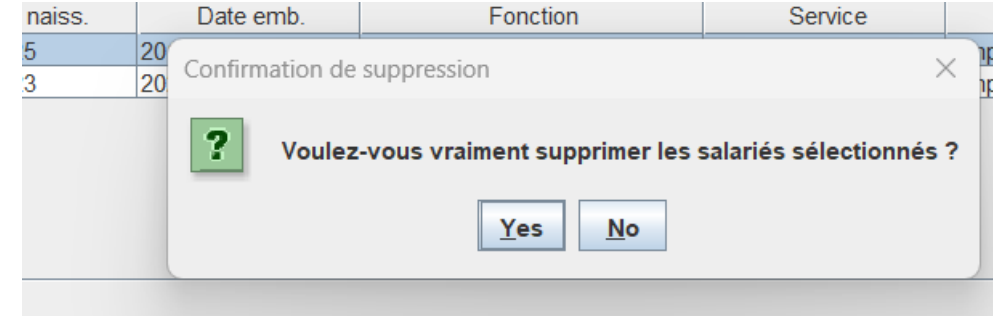 naiss. Date emb. Fonction Service
5 20
3 20
Confirmation de suppression
?
Voulez-vous vraiment supprimer les salariés sélectionnés ?
Yes No